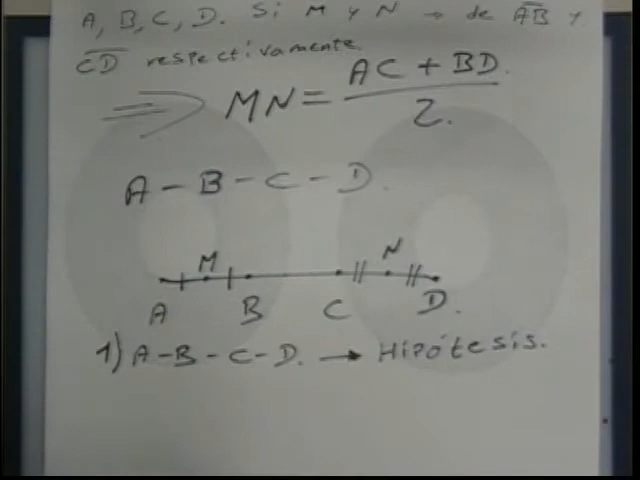 A, B, C, D. Si M y N → de AB y
CD respectivamente.
⟹ MN = (AC + BD)/2.
A - B - C - D.
M N
A B C D.
1) A-B-C-D. → Hipótesis.